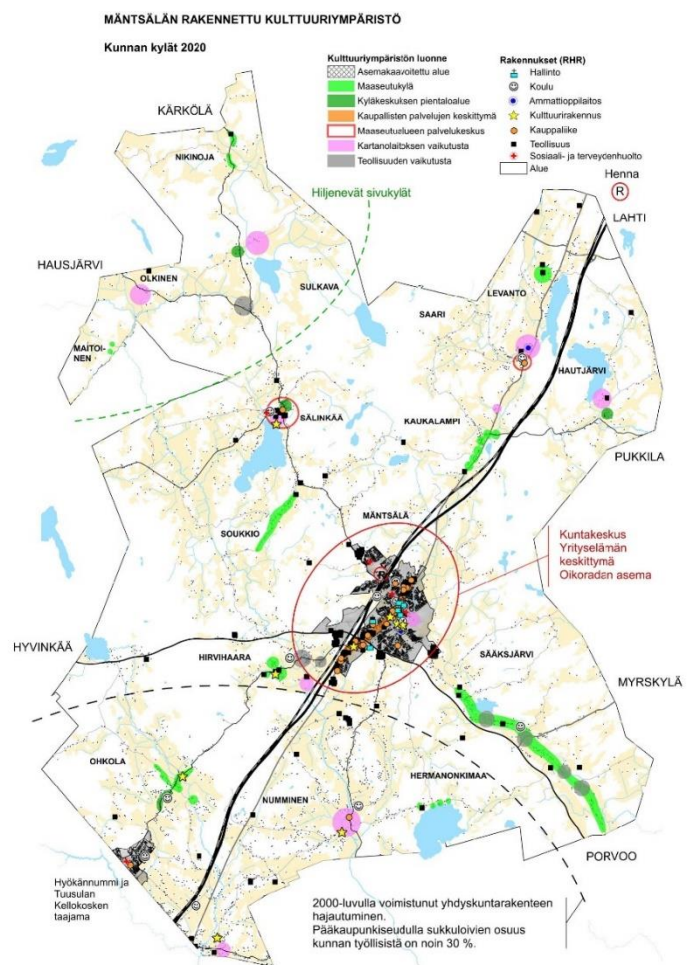 MÄNTSÄLÄN RAKENNETTU KULTTUURIYMPÄRISTÖ
Kunnan kylät 2020
Kulttuuriympäristön luonne
Asemakaavoitettu alue
Maaseutukylä
Kyläkeskuksen pientaloalue
Kaupallisten palvelujen keskittymä
Maaseutuelueen palvelukeskus
Kartanolaitoksen vaikutusta
Teollisuuden vaikutusta
Rakennukset (RHR)
Hallinto
Koulu
Ammattioppilaitos
Kulttuurirakennus
Kauppaliike
Teollisuus
Sosiaali- ja terveydenhuolto
Alue
KÄRKÖLÄ
NIKINOJA
Henna
R
LAHTI
Hiljenevät sivukylät
HAUSJÄRVI
OLKINEN
SULKAVA
LEVANTO
SAARI
MAITOI-
NEN
HAUTJÄRVI
SÄLINKÄÄ
KAUKALAMPI
PUKKILA
MÄNTSÄLÄ
SOUKKIO
Kuntakeskus
Yrityselämän
keskittymä
Oikoradan asema
R
HYVINKÄÄ
HIRVIHAARA
SÄÄKSJÄRVI
MYRSKYLÄ
OHKOLA
NUMMINEN
HERMANONKIMAA
PORVOO
Hyökännummi ja
Tuusulan
Kellokosken
taajama
2000-luvulla voimistunut yhdyskuntarakenteen
hajautuminen.
Pääkaupunkiseudulla sukkuloivien osuus
kunnan työllisistä on noin 30 %.